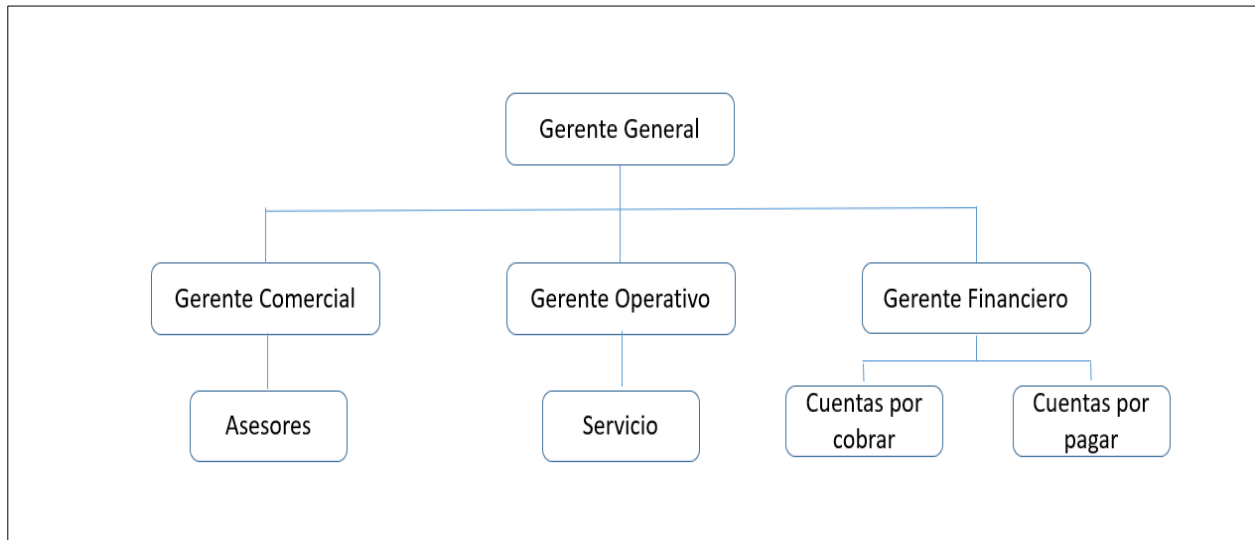 Gerente General
Gerente Comercial
Gerente Operativo
Gerente Financiero
Asesores
Servicio
Cuentas por
cobrar
Cuentas por
pagar